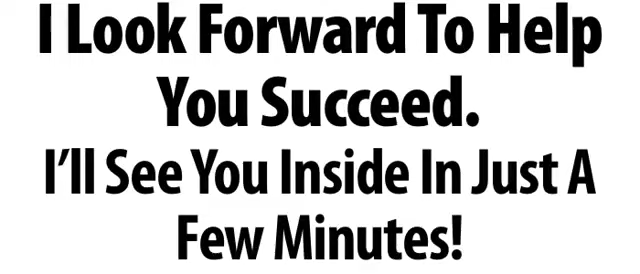 I Look Forward To Help
You Succeed.
I'll See You Inside In Just A
Few Minutes!